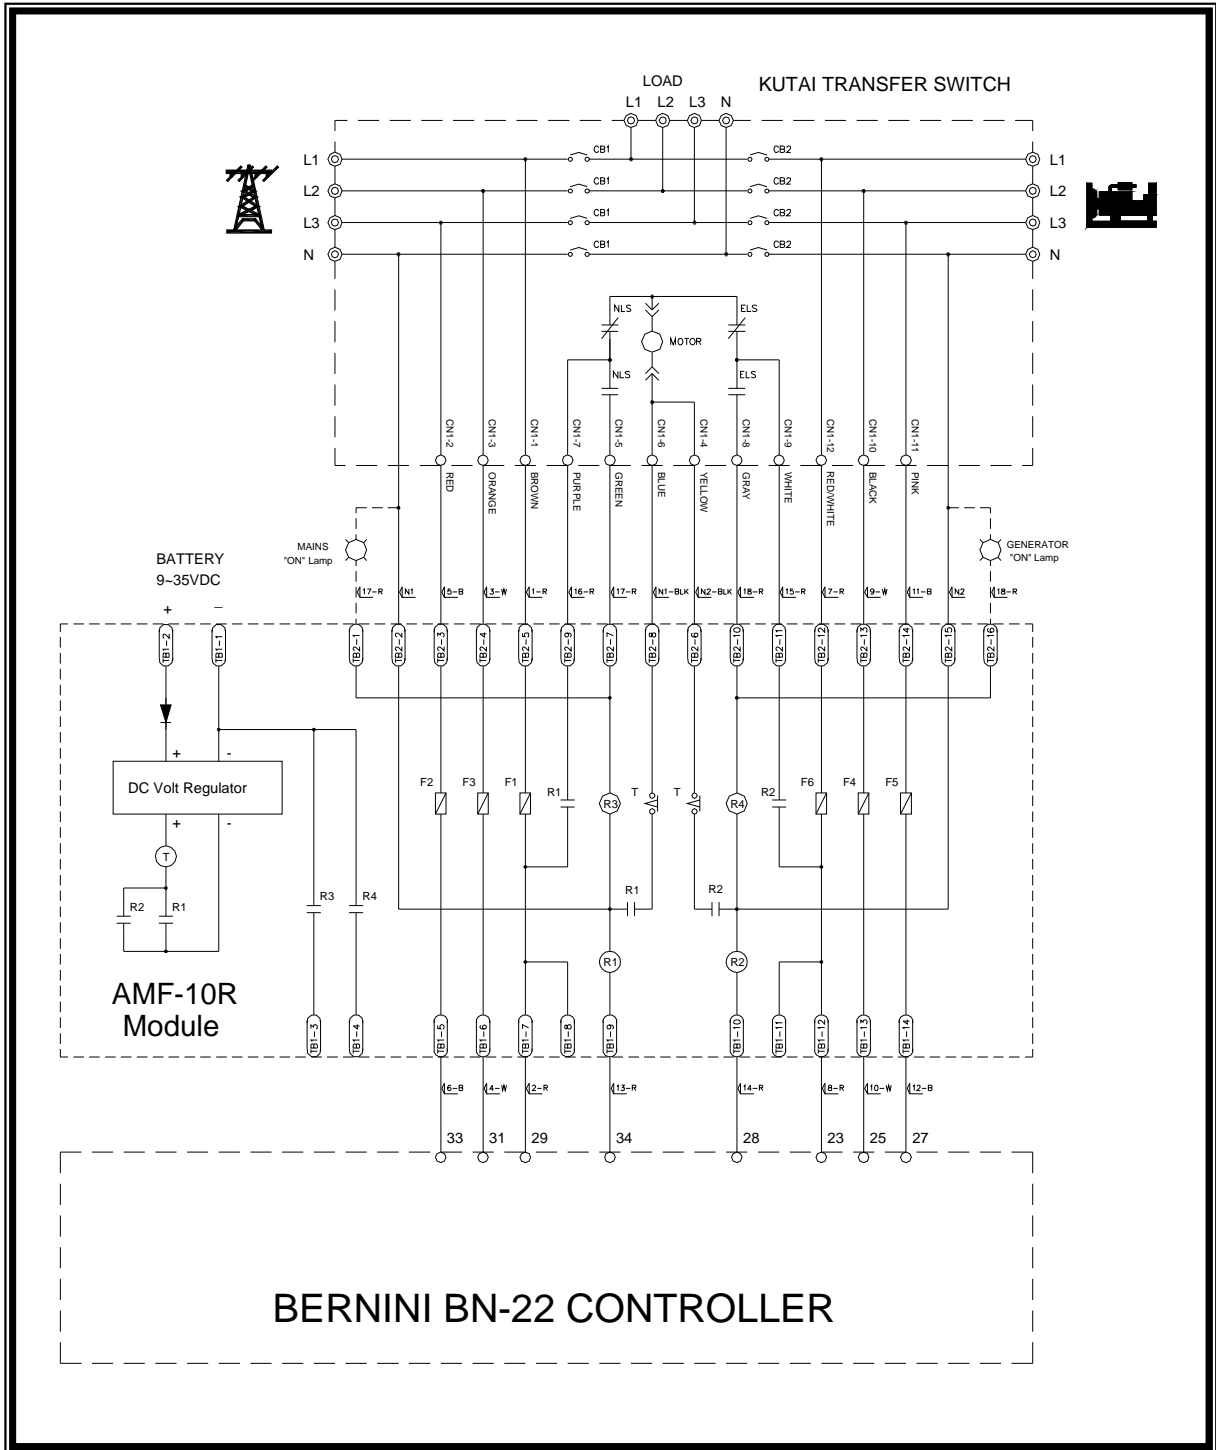 LOAD
KUTAI TRANSFER SWITCH
L1 L2 L3 N
L1 CB1 CB2 L1
L2 CB1 CB2 L2
L3 CB1 CB2 L3
N CB1 CB2 N
NLS ELS
MOTOR
NLS ELS
CN1-2 CN1-3 CN1-1 CN1-7 CN1-5 CN1-6 CN1-4 CN1-8 CN1-9 CN1-12 CN1-10 CN1-11
RED ORANGE BROWN PURPLE GREEN BLUE YELLOW GRAY WHITE RED/WHITE BLACK PINK
MAINS
"ON" Lamp
GENERATOR
"ON" Lamp
BATTERY
9~35VDC
+ −
17-R N1 5-B 3-W 1-R 16-R 17-R N1-BLK N2-BLK 18-R 15-R 7-R 9-W 11-B N2 18-R
TB1-2 TB1-1 TB2-1 TB2-2 TB2-3 TB2-4 TB2-5 TB2-9 TB2-7 TB2-8 TB2-6 TB2-10 TB2-11 TB2-12 TB2-13 TB2-14 TB2-15 TB2-16
+ -
DC Volt Regulator
+ -
F2 F3 F1 R1 R3 T T R4 R2 F6 F4 F5
T
R2 R1 R3 R4
R1 R2
R1 R2
AMF-10R
Module
TB1-3 TB1-4 TB1-5 TB1-6 TB1-7 TB1-8 TB1-9 TB1-10 TB1-11 TB1-12 TB1-13 TB1-14
6-B 4-W 2-R 13-R 14-R 8-R 10-W 12-B
33 31 29 34 28 23 25 27
BERNINI BN-22 CONTROLLER